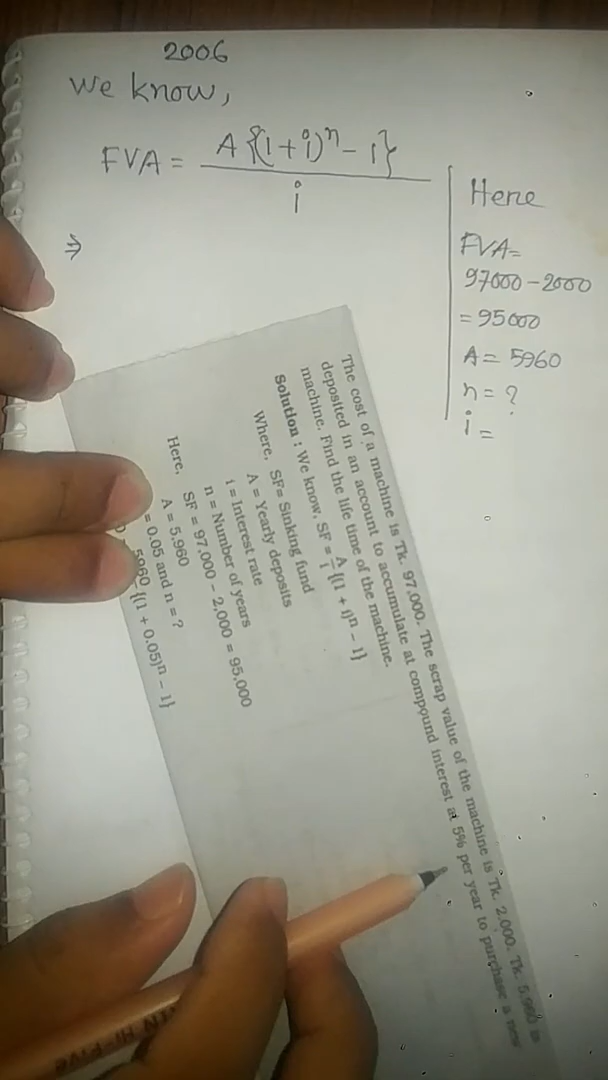 2006
We know,
FVA = A{(1+i)ⁿ-1}
i
⇒
Here
FVA=
97000-2000
=95000
A= 5960
n= ?
i =
The cost of a machine is Tk. 97,000. The scrap value of the machine is Tk. 2,000. Tk. 5,960 is
deposited in an account to accumulate at compound interest at 5% per year to purchase a new
machine. Find the life time of the machine.
Solution : We know, SF = A/i {(1 + i)ⁿ – 1}
Where, SF= Sinking fund
A = Yearly deposits
i = Interest rate
n = Number of years
Here, SF = 97,000 – 2,000 = 95,000
A = 5,960
= 0.05 and n = ?
5960 {(1 + 0.05)ⁿ – 1}